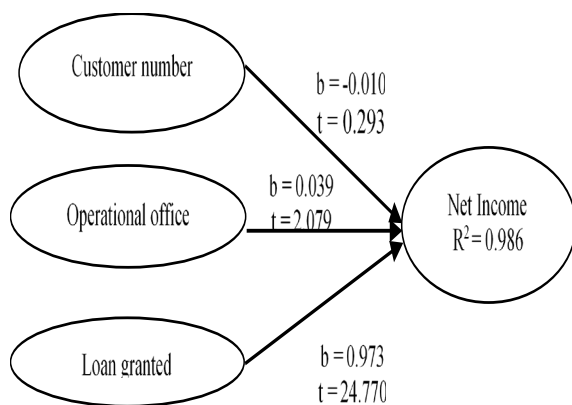 Customer number
b = -0.010
t = 0.293
Operational office
b = 0.039
t = 2.079
Net Income
R² = 0.986
Loan granted
b = 0.973
t = 24.770